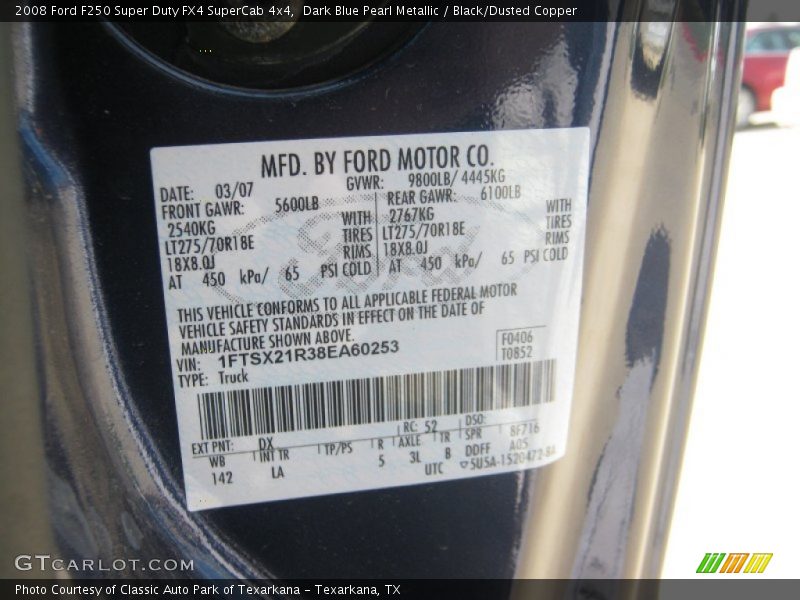 2008 Ford F250 Super Duty FX4 SuperCab 4x4, Dark Blue Pearl Metallic / Black/Dusted Copper
MFD. BY FORD MOTOR CO.
DATE: 03/07 GVWR: 9800LB/ 4445KG
FRONT GAWR: 5600LB REAR GAWR: 6100LB
2540KG WITH 2767KG WITH
LT275/70R18E TIRES LT275/70R18E TIRES
18X8.0J RIMS 18X8.0J RIMS
AT 450 kPa/ 65 PSI COLD AT 450 kPa/ 65 PSI COLD
Ford
THIS VEHICLE CONFORMS TO ALL APPLICABLE FEDERAL MOTOR
VEHICLE SAFETY STANDARDS IN EFFECT ON THE DATE OF
MANUFACTURE SHOWN ABOVE.
VIN: 1FTSX21R38EA60253 F0406
TYPE: Truck T0852
EXT PNT: DX RC: 52 DSO:
WB INT TR TP/PS R AXLE TR SPR 8F716
142 LA 5 3L B DDFF A05
UTC 5U5A-1520472-BA
GTCARLOT.COM
Photo Courtesy of Classic Auto Park of Texarkana - Texarkana, TX